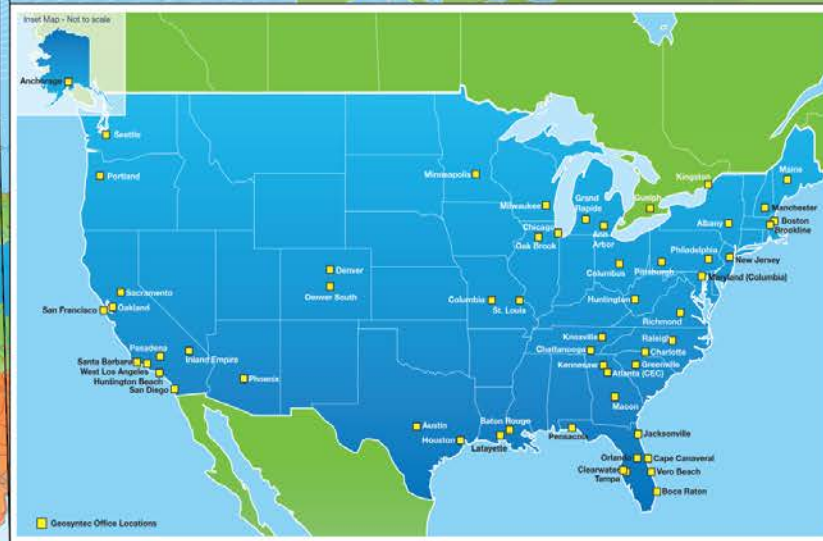 Inset Map - Not to scale
Anchorage
Seattle
Portland
Minneapolis
Milwaukee
Grand
Rapids
Guelph
Kingston
Maine
Manchester
Boston
Brookline
Albany
Chicago
Oak Brook
Ann
Arbor
Columbus
Pittsburgh
Philadelphia
New Jersey
Maryland (Columbia)
Denver
Denver South
Columbia
St. Louis
Huntington
Richmond
Sacramento
San Francisco
Oakland
Knoxville
Raleigh
Chattanooga
Charlotte
Kennesaw
Greenville
Atlanta (CEC)
Macon
Pasadena
Santa Barbara
Inland Empire
West Los Angeles
Huntington Beach
San Diego
Phoenix
Austin
Houston
Baton Rouge
Lafayette
Pensacola
Jacksonville
Orlando
Cape Canaveral
Clearwater
Tampa
Vero Beach
Boca Raton
Geosyntec Office Locations